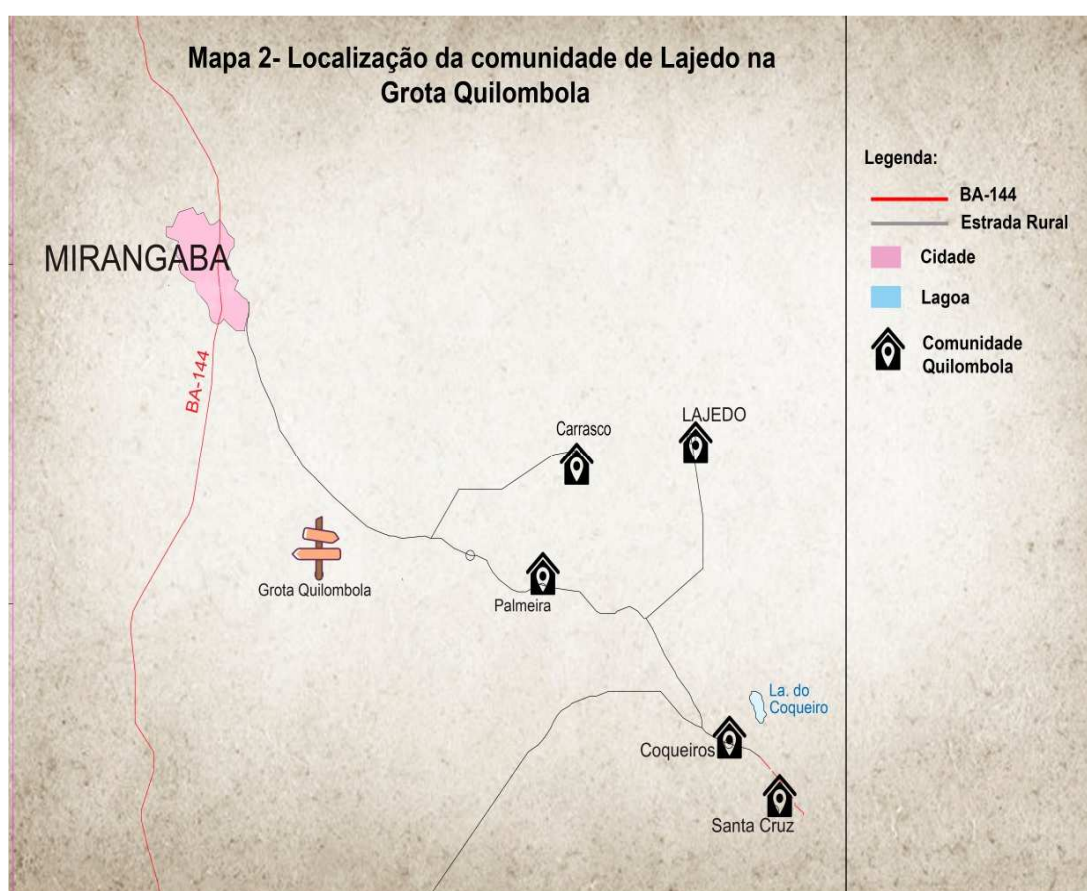 Mapa 2- Localização da comunidade de Lajedo na
Grota Quilombola
Legenda:
BA-144
Estrada Rural
Cidade
Lagoa
Comunidade
Quilombola
MIRANGABA
BA-144
Carrasco
LAJEDO
Grota Quilombola
Palmeira
La. do
Coqueiro
Coqueiros
Santa Cruz